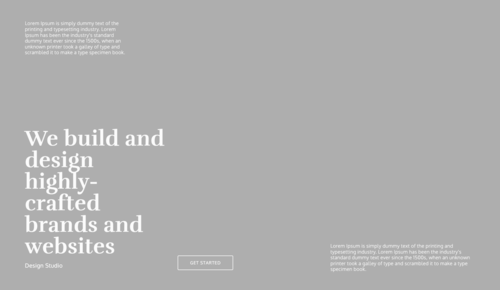 Lorem Ipsum is simply dummy text of the
printing and typesetting industry. Lorem
Ipsum has been the industry's standard
dummy text ever since the 1500s, when an
unknown printer took a galley of type and
scrambled it to make a type specimen book.
We build and
design
highly-
crafted
brands and
websites
Design Studio
GET STARTED
Lorem Ipsum is simply dummy text of the printing and
typesetting industry. Lorem Ipsum has been the industry's
standard dummy text ever since the 1500s, when an unknown
printer took a galley of type and scrambled it to make a type
specimen book.